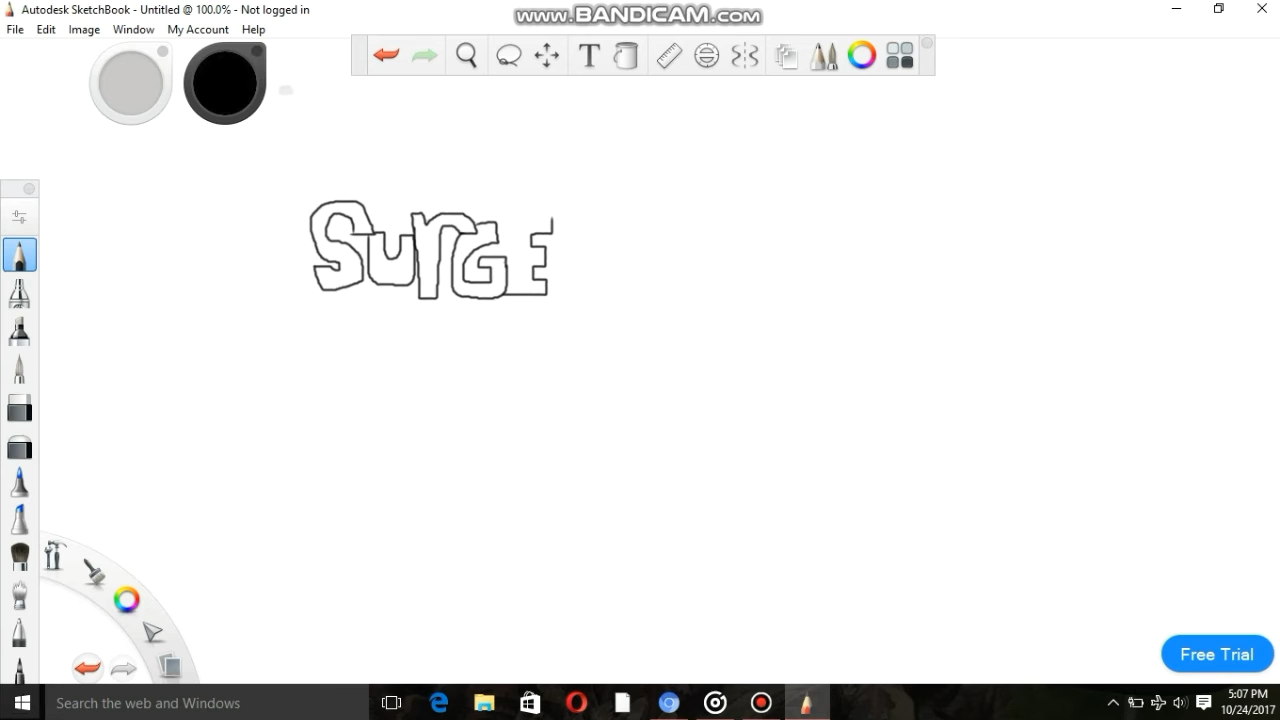 Autodesk SketchBook - Untitled @ 100.0% - Not logged in
www.BANDICAM.com
File Edit Image Window My Account Help
T
SurGE
Free Trial
Search the web and Windows
5:07 PM
10/24/2017